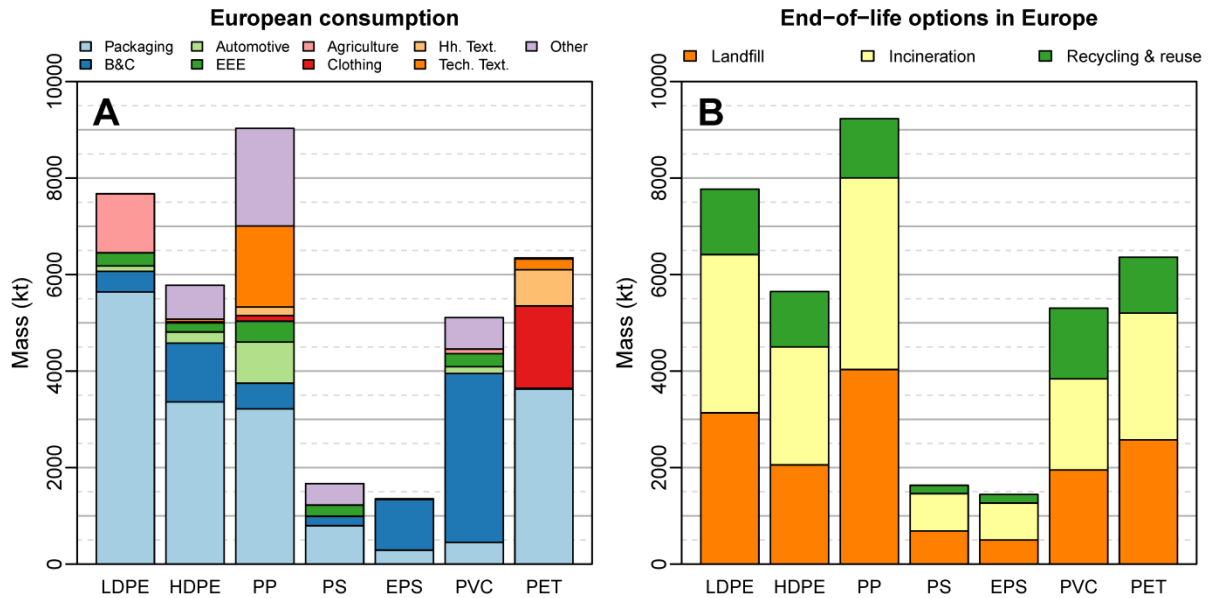 European consumption
Packaging Automotive Agriculture Hh. Text. Other
B&C EEE Clothing Tech. Text.
A
Mass (kt)
0 2000 4000 6000 8000 10000
LDPE HDPE PP PS EPS PVC PET
End−of−life options in Europe
Landfill Incineration Recycling & reuse
B
Mass (kt)
0 2000 4000 6000 8000 10000
LDPE HDPE PP PS EPS PVC PET